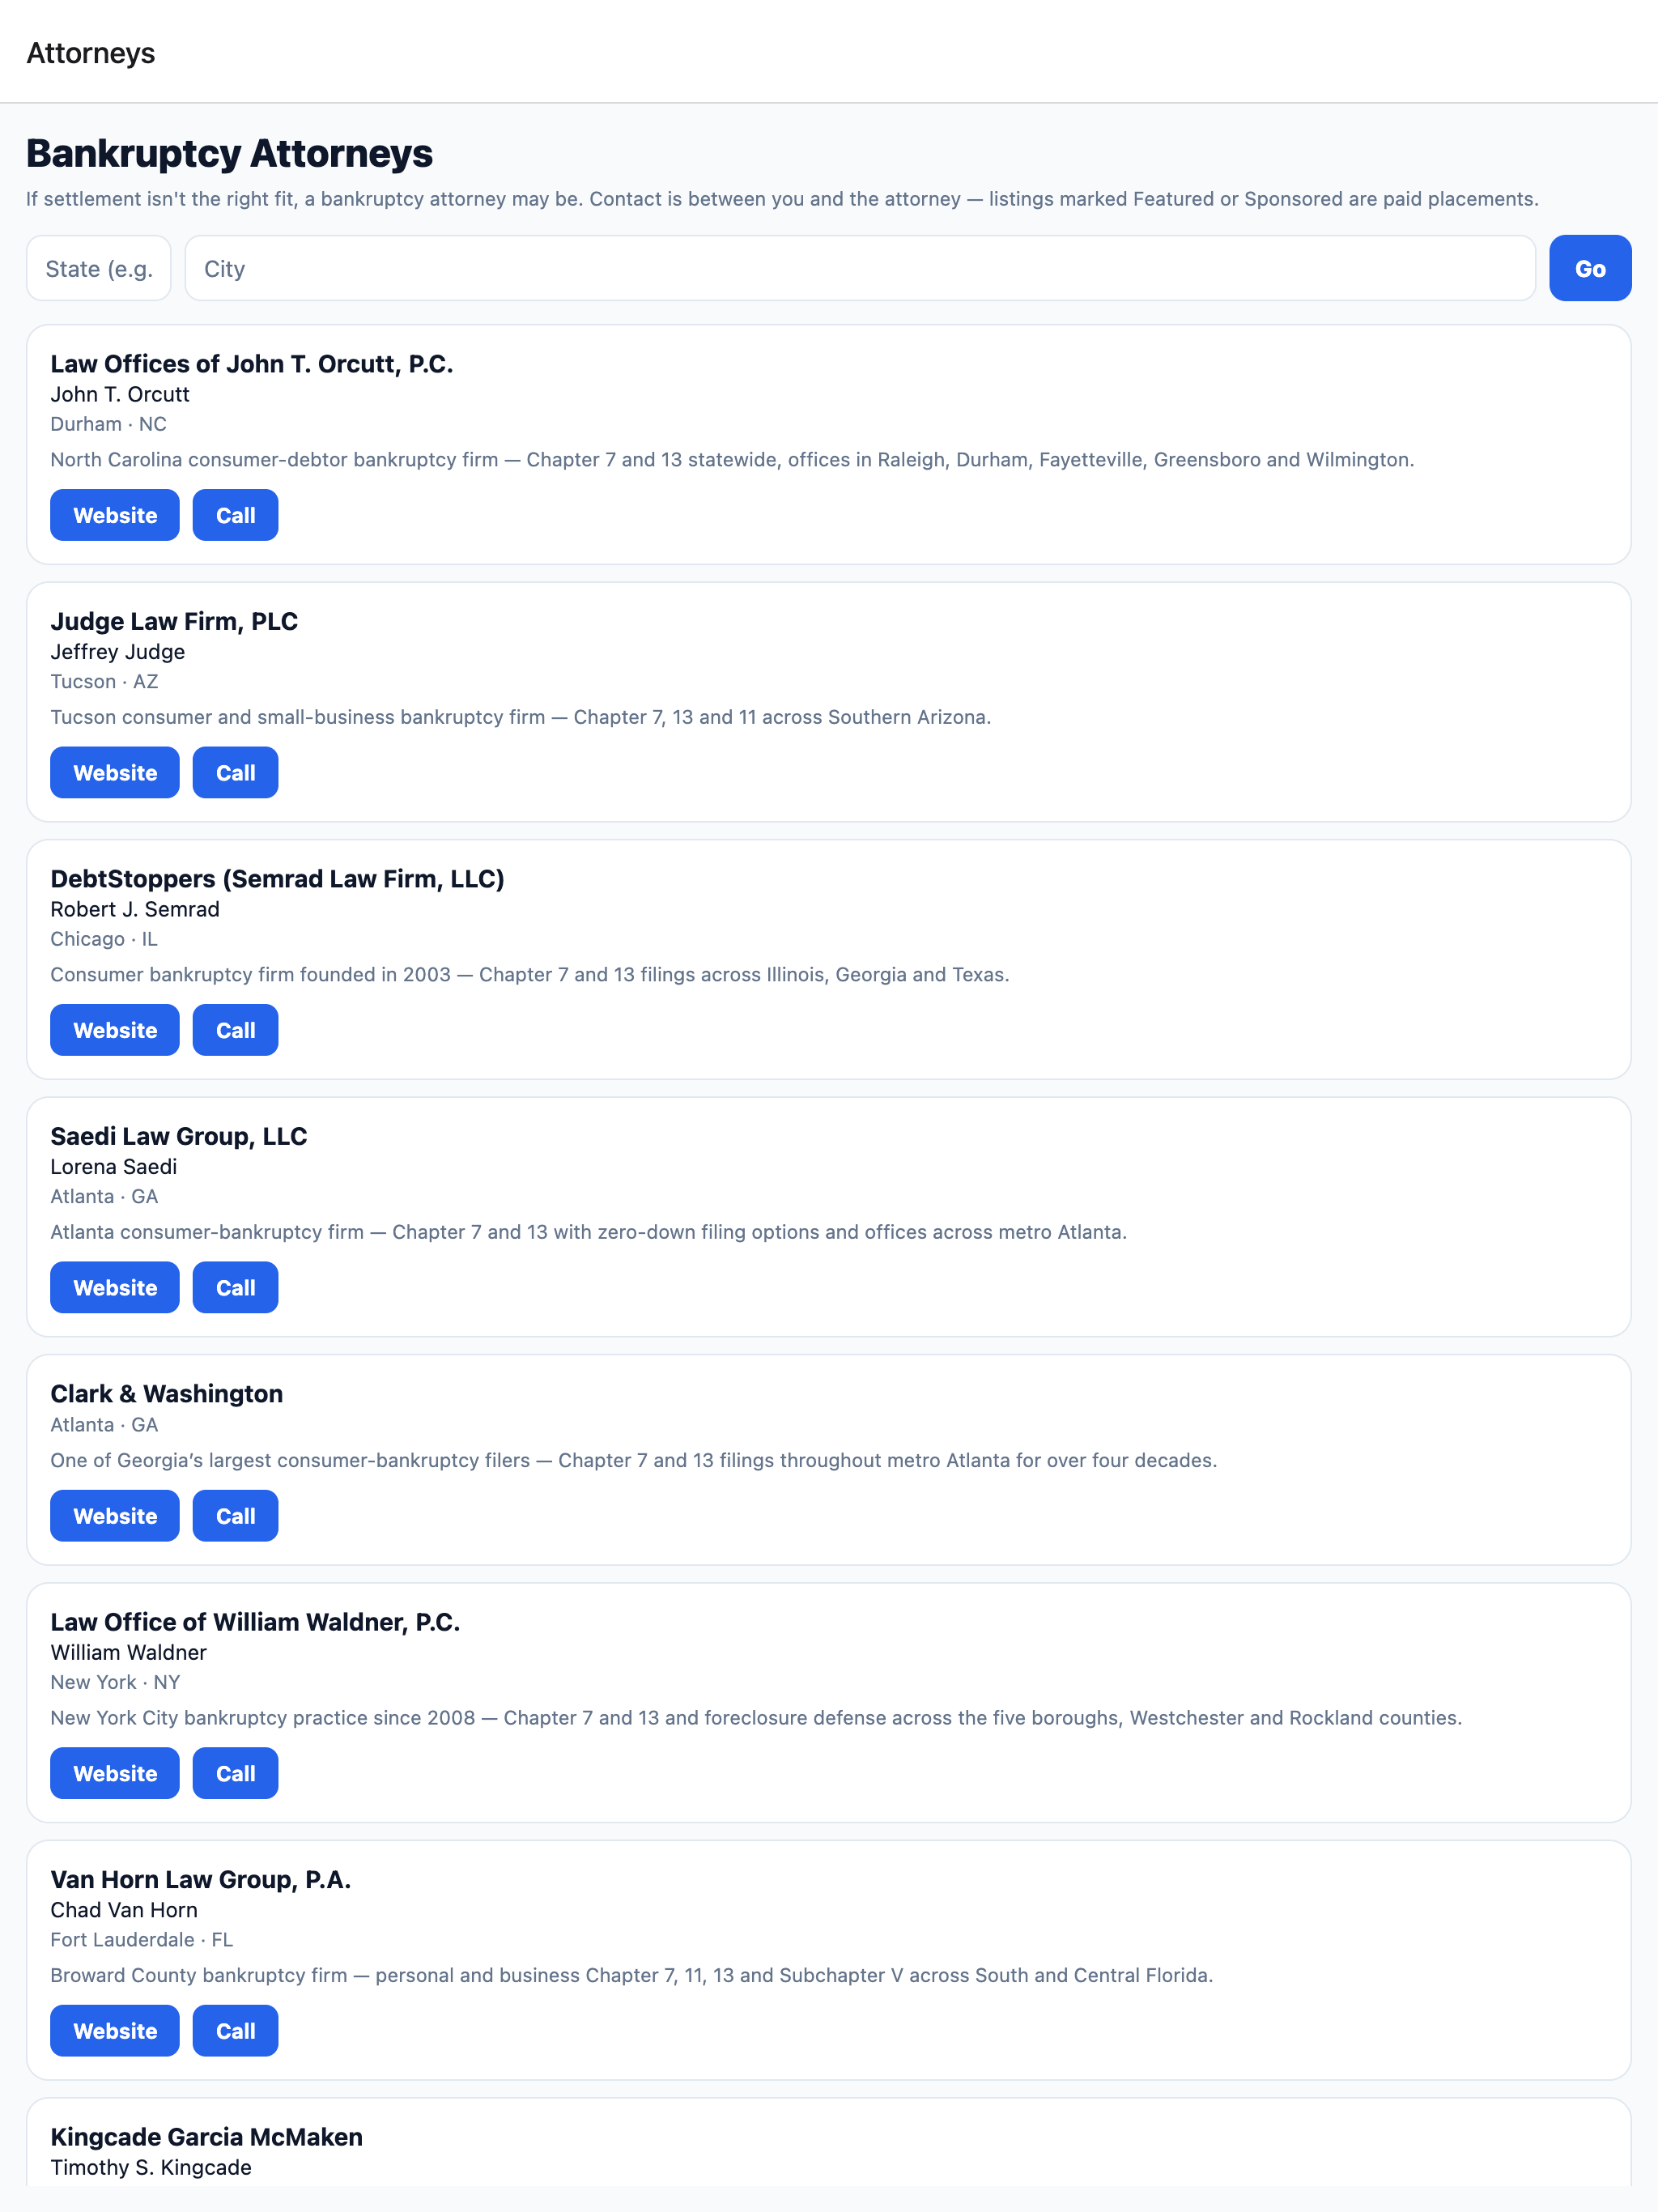 Attorneys
Bankruptcy Attorneys
If settlement isn't the right fit, a bankruptcy attorney may be. Contact is between you and the attorney — listings marked Featured or Sponsored are paid placements.
State (e.g.
City
Go
Law Offices of John T. Orcutt, P.C.
John T. Orcutt
Durham · NC
North Carolina consumer-debtor bankruptcy firm — Chapter 7 and 13 statewide, offices in Raleigh, Durham, Fayetteville, Greensboro and Wilmington.
Website Call
Judge Law Firm, PLC
Jeffrey Judge
Tucson · AZ
Tucson consumer and small-business bankruptcy firm — Chapter 7, 13 and 11 across Southern Arizona.
Website Call
DebtStoppers (Semrad Law Firm, LLC)
Robert J. Semrad
Chicago · IL
Consumer bankruptcy firm founded in 2003 — Chapter 7 and 13 filings across Illinois, Georgia and Texas.
Website Call
Saedi Law Group, LLC
Lorena Saedi
Atlanta · GA
Atlanta consumer-bankruptcy firm — Chapter 7 and 13 with zero-down filing options and offices across metro Atlanta.
Website Call
Clark & Washington
Atlanta · GA
One of Georgia’s largest consumer-bankruptcy filers — Chapter 7 and 13 filings throughout metro Atlanta for over four decades.
Website Call
Law Office of William Waldner, P.C.
William Waldner
New York · NY
New York City bankruptcy practice since 2008 — Chapter 7 and 13 and foreclosure defense across the five boroughs, Westchester and Rockland counties.
Website Call
Van Horn Law Group, P.A.
Chad Van Horn
Fort Lauderdale · FL
Broward County bankruptcy firm — personal and business Chapter 7, 11, 13 and Subchapter V across South and Central Florida.
Website Call
Kingcade Garcia McMaken
Timothy S. Kingcade